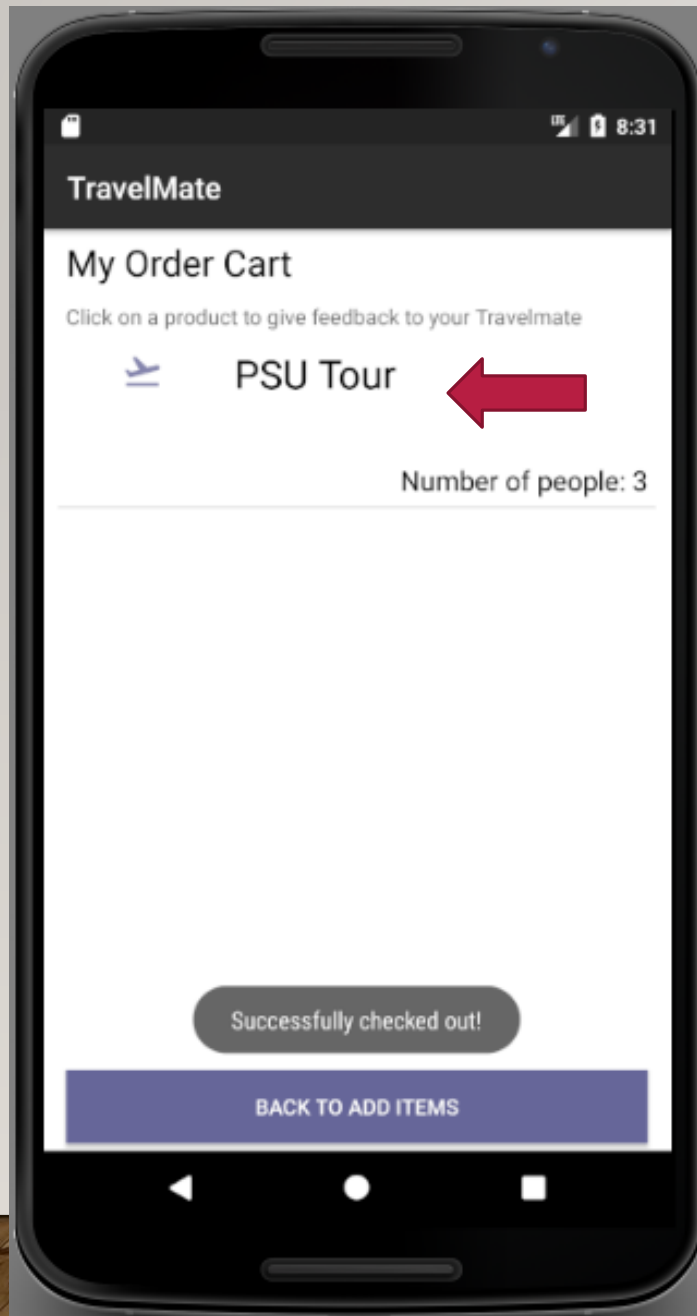 LTE 8:31
TravelMate
My Order Cart
Click on a product to give feedback to your Travelmate
PSU Tour
Number of people: 3
Successfully checked out!
BACK TO ADD ITEMS